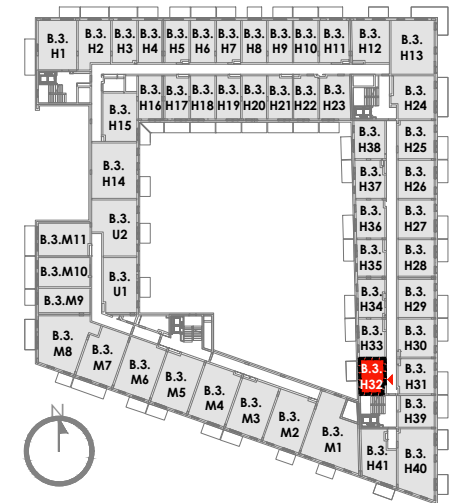 B.3.
H1
B.3.
H2
B.3.
H3
B.3.
H4
B.3.
H5
B.3.
H6
B.3.
H7
B.3.
H8
B.3.
H9
B.3.
H10
B.3.
H11
B.3.
H12
B.3.
H13
B.3.
H16
B.3.
H17
B.3.
H18
B.3.
H19
B.3.
H20
B.3.
H21
B.3.
H22
B.3.
H23
B.3.
H24
B.3.
H15
B.3.
H38
B.3.
H25
B.3.
H14
B.3.
H37
B.3.
H26
B.3.
U2
B.3.
H36
B.3.
H27
B.3.M11
B.3.
H35
B.3.
H28
B.3.M10
B.3.
U1
B.3.
H34
B.3.
H29
B.3.M9
B.3.
H33
B.3.
H30
B.3.
M8
B.3.
M7
B.3.
M6
B.3.
M5
B.3.
M4
B.3.
M3
B.3.
M2
B.3.
M1
B.3.
H32
B.3.
H31
B.3.
H39
B.3.
H41
B.3.
H40
N